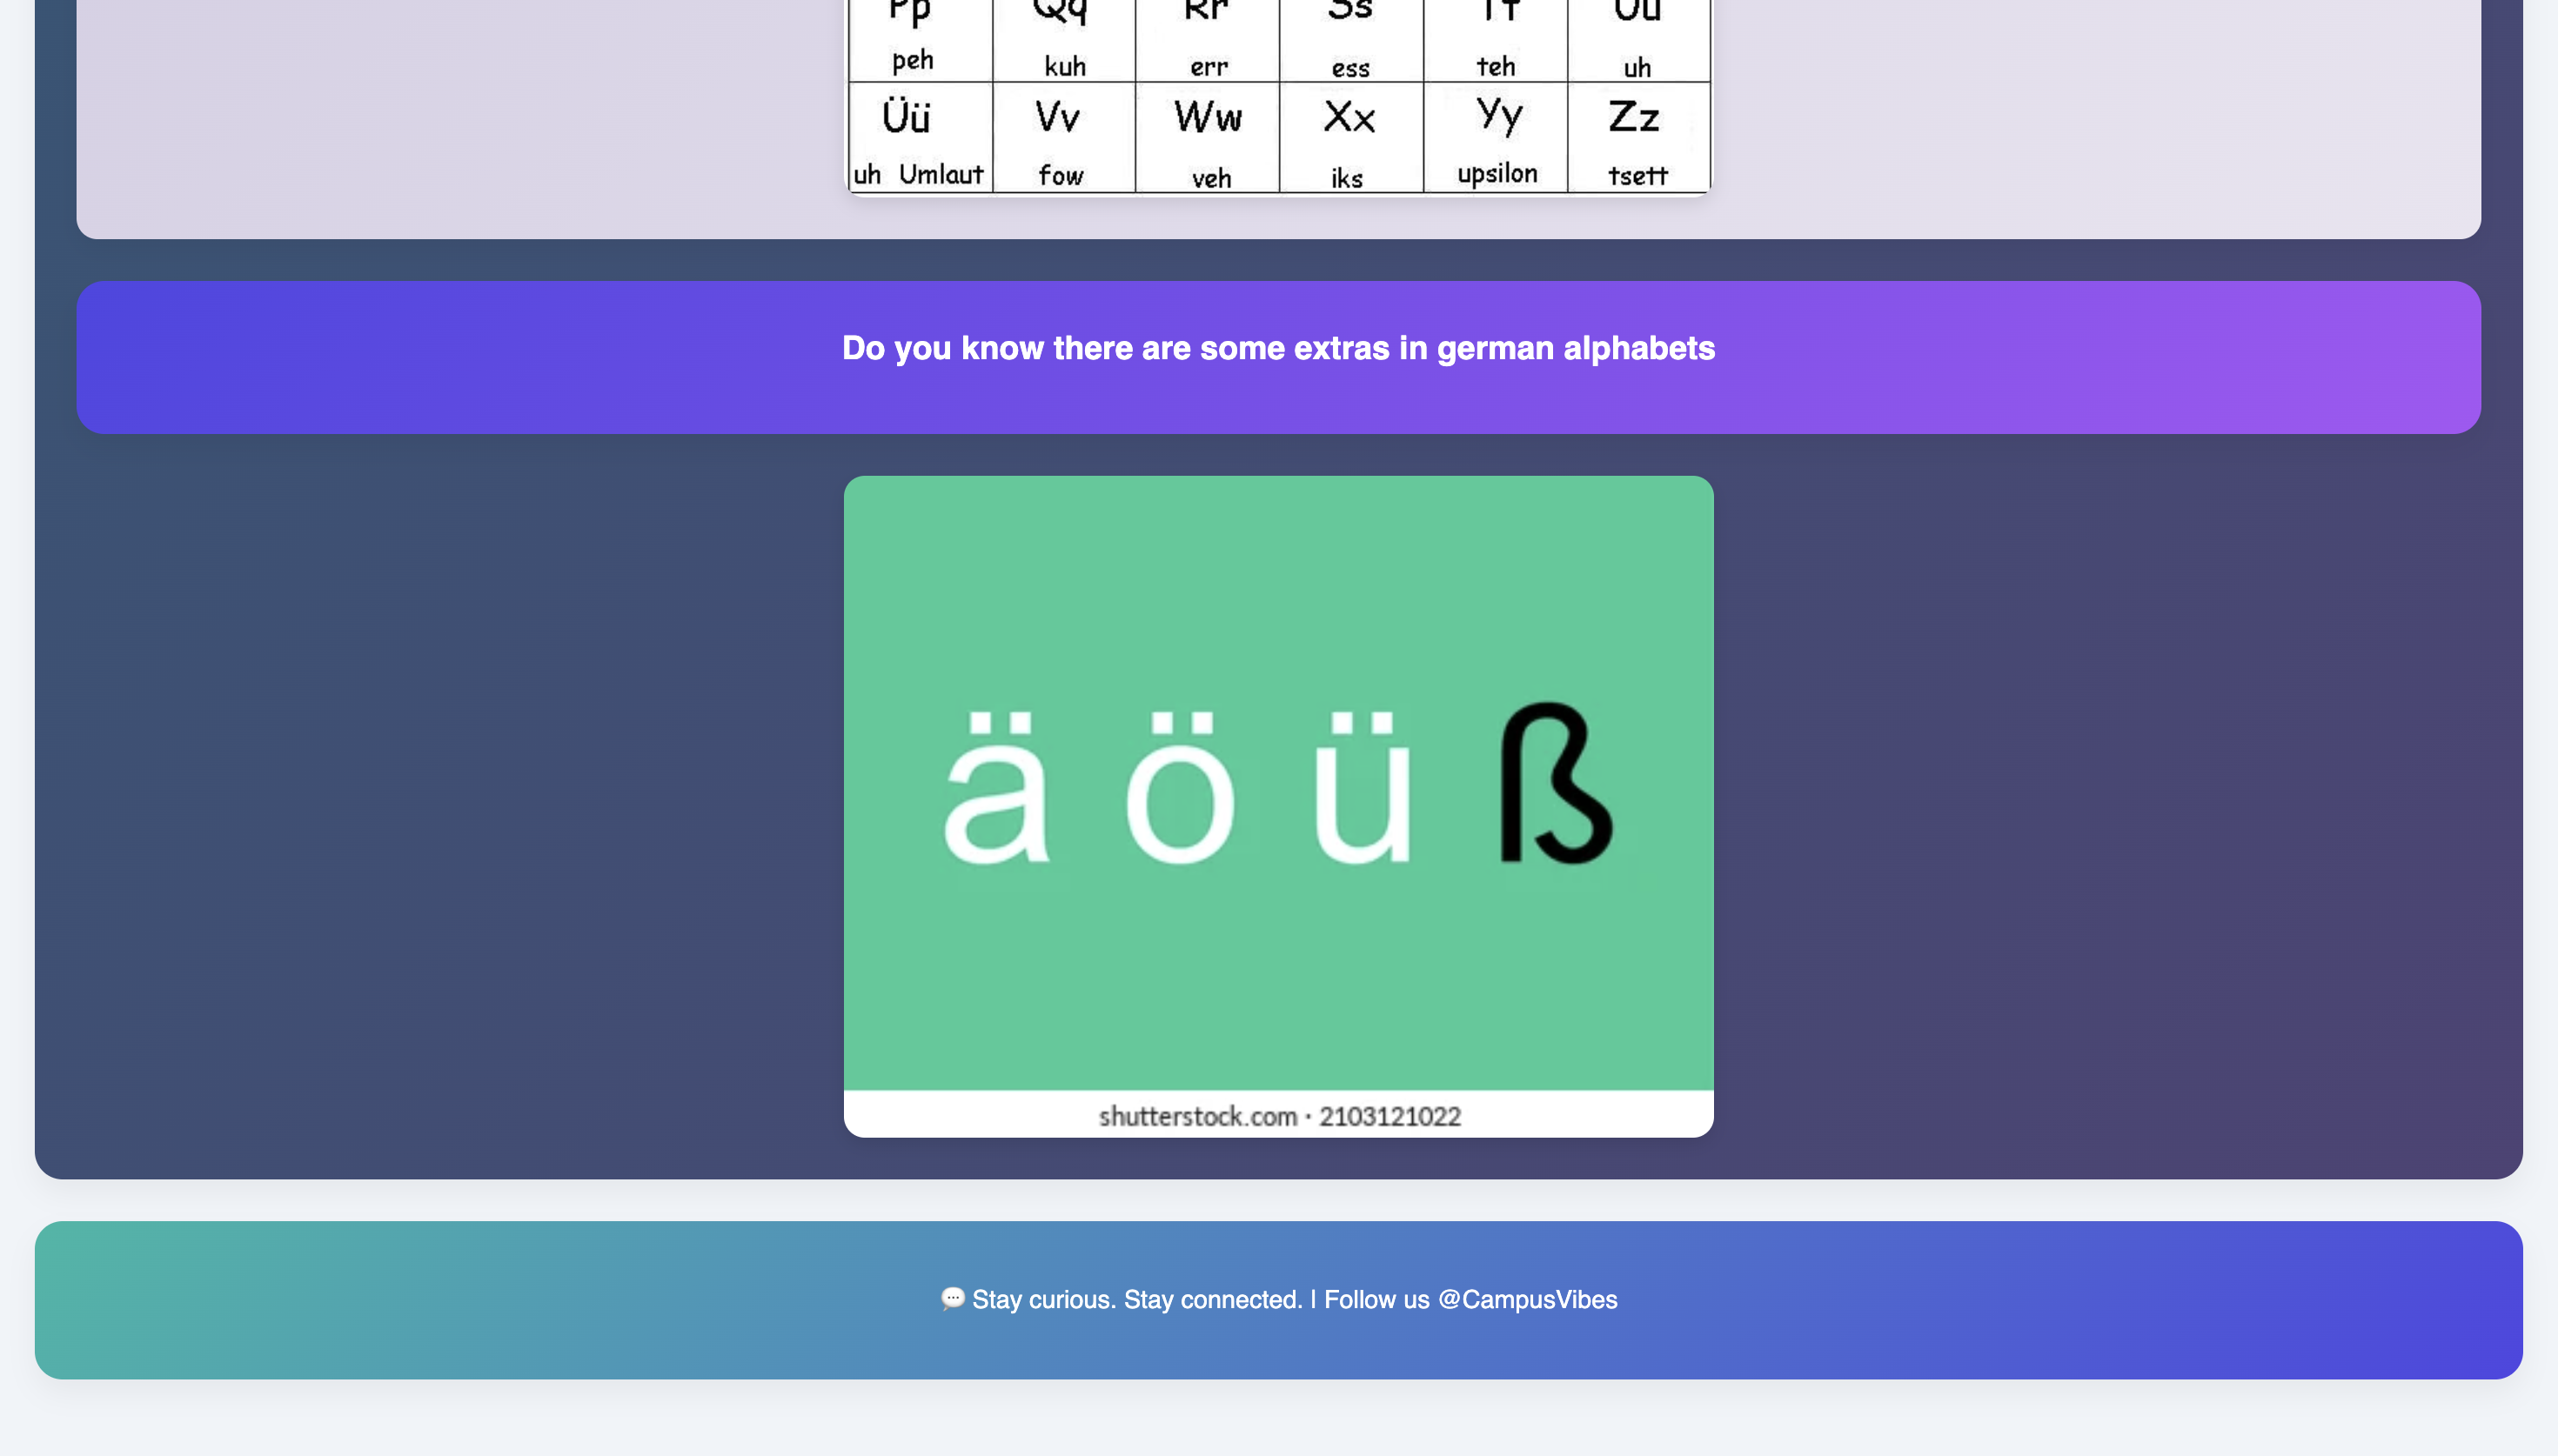 Pp Qq Rr Ss Tt Uu
peh kuh err ess teh uh
Üü Vv Ww Xx Yy Zz
uh Umlaut fow veh iks upsilon tsett
Do you know there are some extras in german alphabets
ä ö ü ß
shutterstock.com · 2103121022
💬 Stay curious. Stay connected. | Follow us @CampusVibes